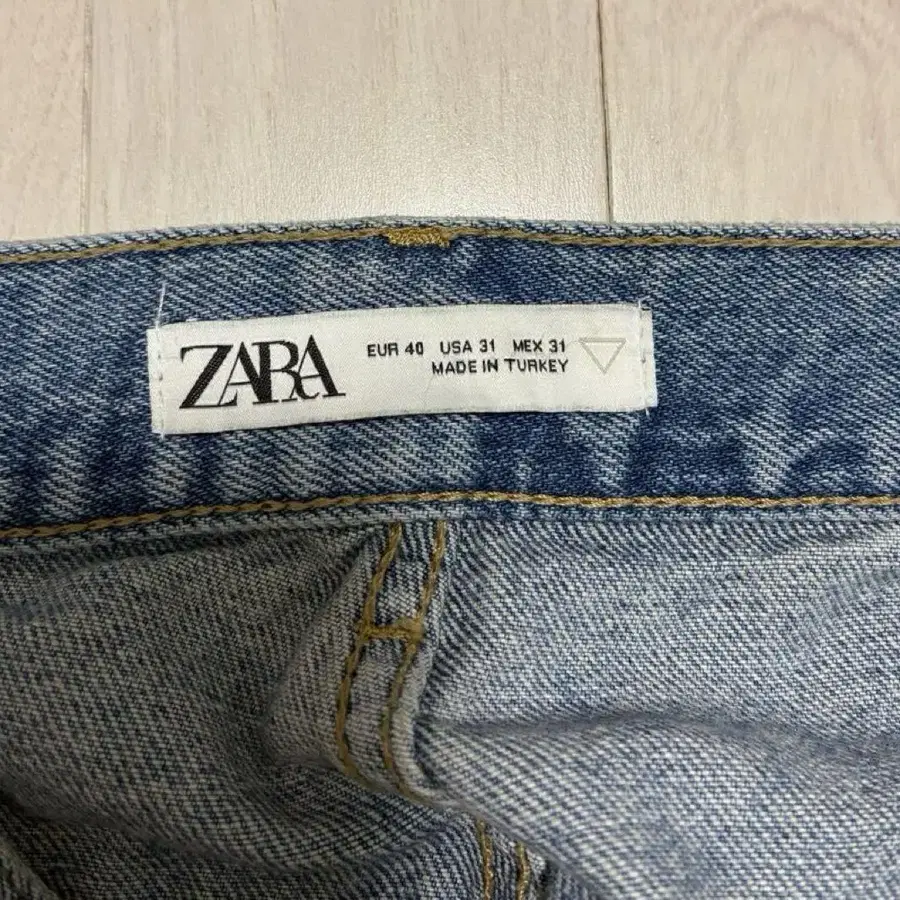 ZARA
EUR 40 USA 31 MEX 31
MADE IN TURKEY